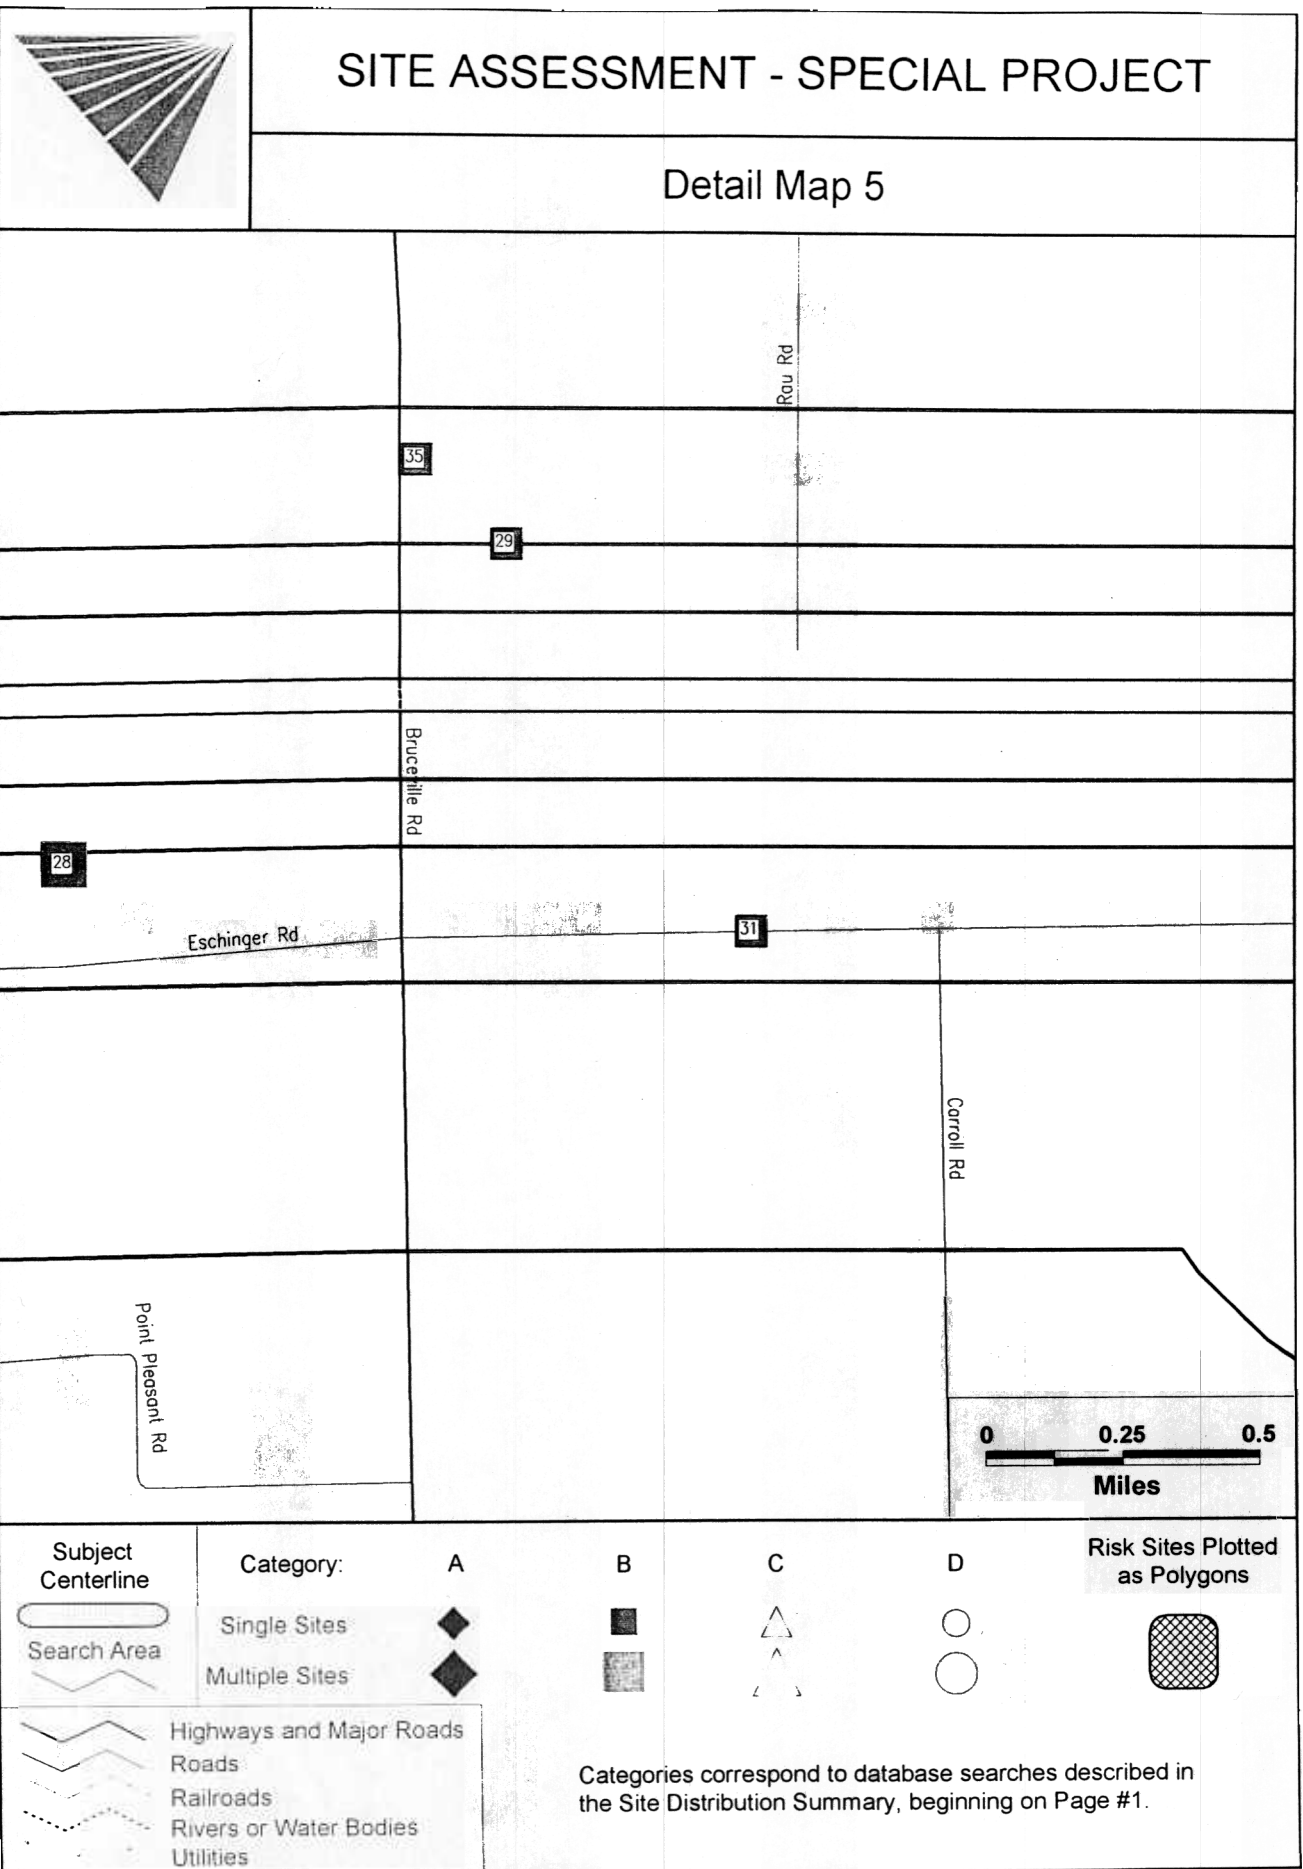 SITE ASSESSMENT - SPECIAL PROJECT
Detail Map 5
Rau Rd
35
29
Bruceville Rd
28
31
Eschinger Rd
Carroll Rd
Point Pleasant Rd
0 0.25 0.5
Miles
Subject
Centerline
Search Area
Category: A B C D
Single Sites
Multiple Sites
Risk Sites Plotted
as Polygons
Highways and Major Roads
Roads
Railroads
Rivers or Water Bodies
Utilities
Categories correspond to database searches described in
the Site Distribution Summary, beginning on Page #1.